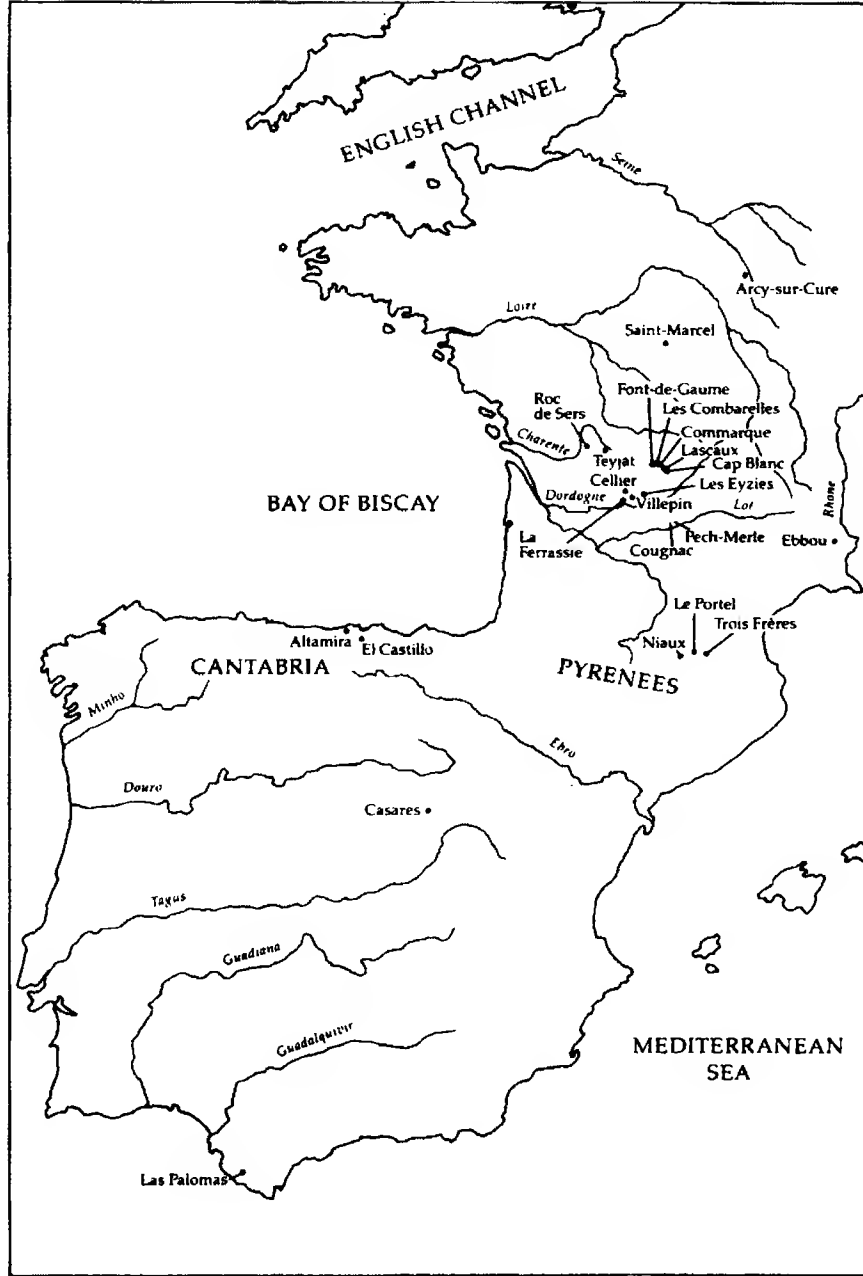 ENGLISH CHANNEL
Seine
Arcy-sur-Cure
Loire
Saint-Marcel
Font-de-Gaume
Roc
de Sers
Les Combarelles
Commarque
Charente
Lascaux
Teyjat
Cap Blanc
Cellier
Les Eyzies
BAY OF BISCAY
Dordogne
Villepin
Lot
Rhone
La
Ferrassie
Pech-Merle
Ebbou
Cougnac
Le Portel
Trois Frères
Altamira
El Castillo
Niaux
CANTABRIA
PYRENEES
Minho
Ebro
Douro
Casares
Tagus
Guadiana
Guadalquivir
MEDITERRANEAN
SEA
Las Palomas